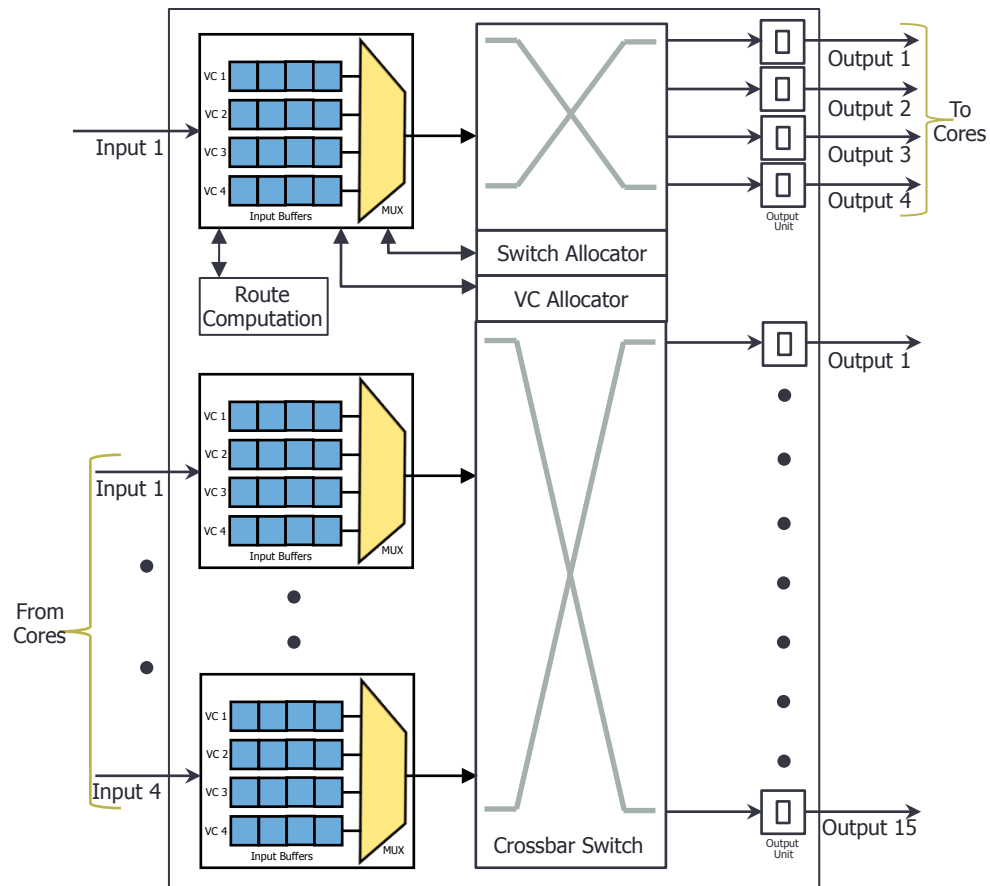 VC 1
VC 2
VC 3
VC 4
Input Buffers
MUX
Input 1
Route
Computation
Switch Allocator
VC Allocator
Output 1
Output 2
Output 3
Output 4
Output
Unit
To
Cores
VC 1
VC 2
VC 3
VC 4
Input Buffers
MUX
Input 1
From
Cores
VC 1
VC 2
VC 3
VC 4
Input Buffers
MUX
Input 4
Crossbar Switch
Output 1
Output 15
Output
Unit